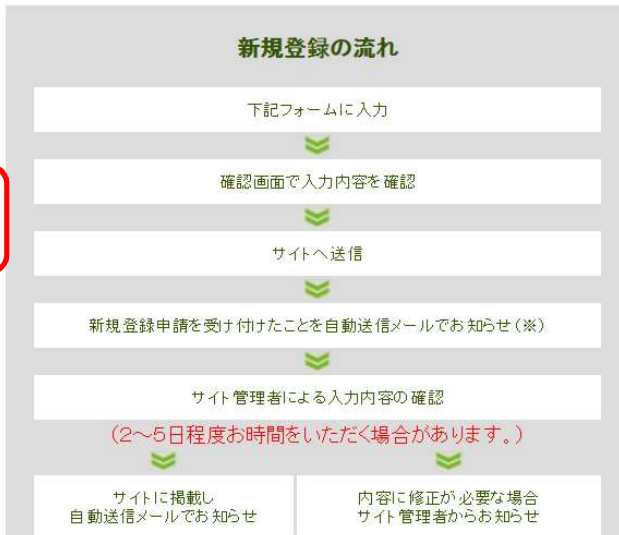 新規登録の流れ
下記フォームに入力
確認画面で入力内容を確認
サイトへ送信
新規登録申請を受け付けたことを自動送信メールでお知らせ(※)
サイト管理者による入力内容の確認
(2～5日程度お時間をいただく場合があります。)
サイトに掲載し
自動送信メールでお知らせ
内容に修正が必要な場合
サイト管理者からお知らせ